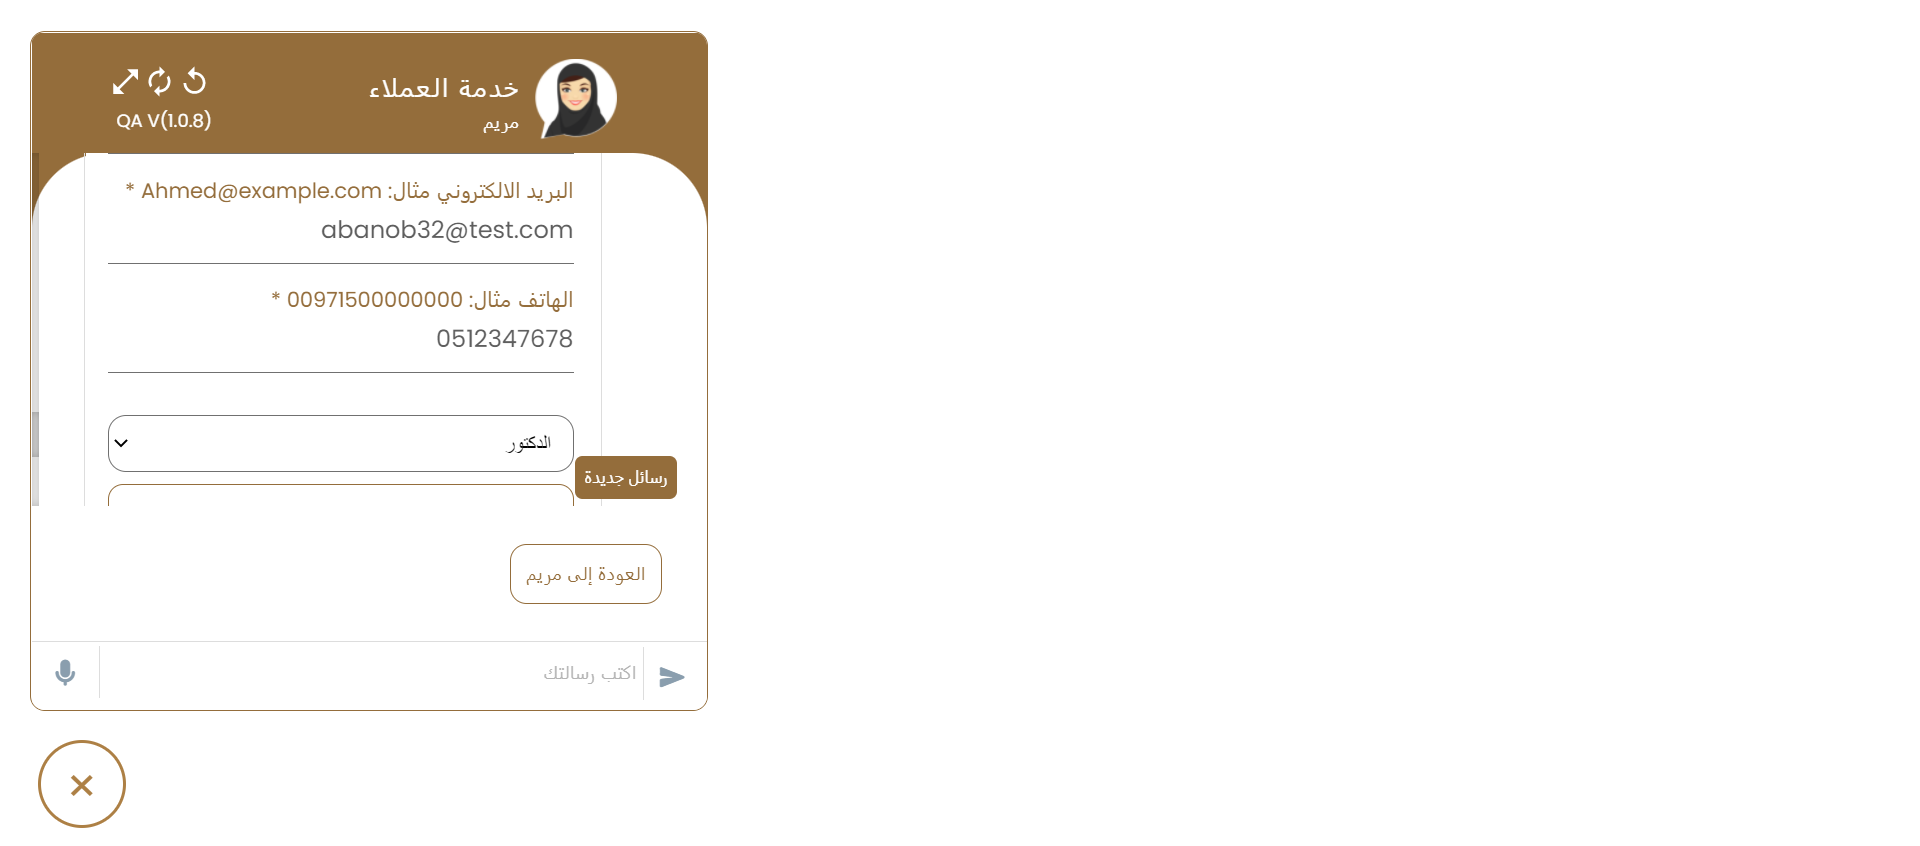 خدمة العملاء
مريم
QA V(1.0.8)
البريد الالكتروني مثال: Ahmed@example.com *
abanob32@test.com
الهاتف مثال: 00971500000000 *
0512347678
الدكتور
رسائل جديدة
العودة إلى مريم
اكتب رسالتك